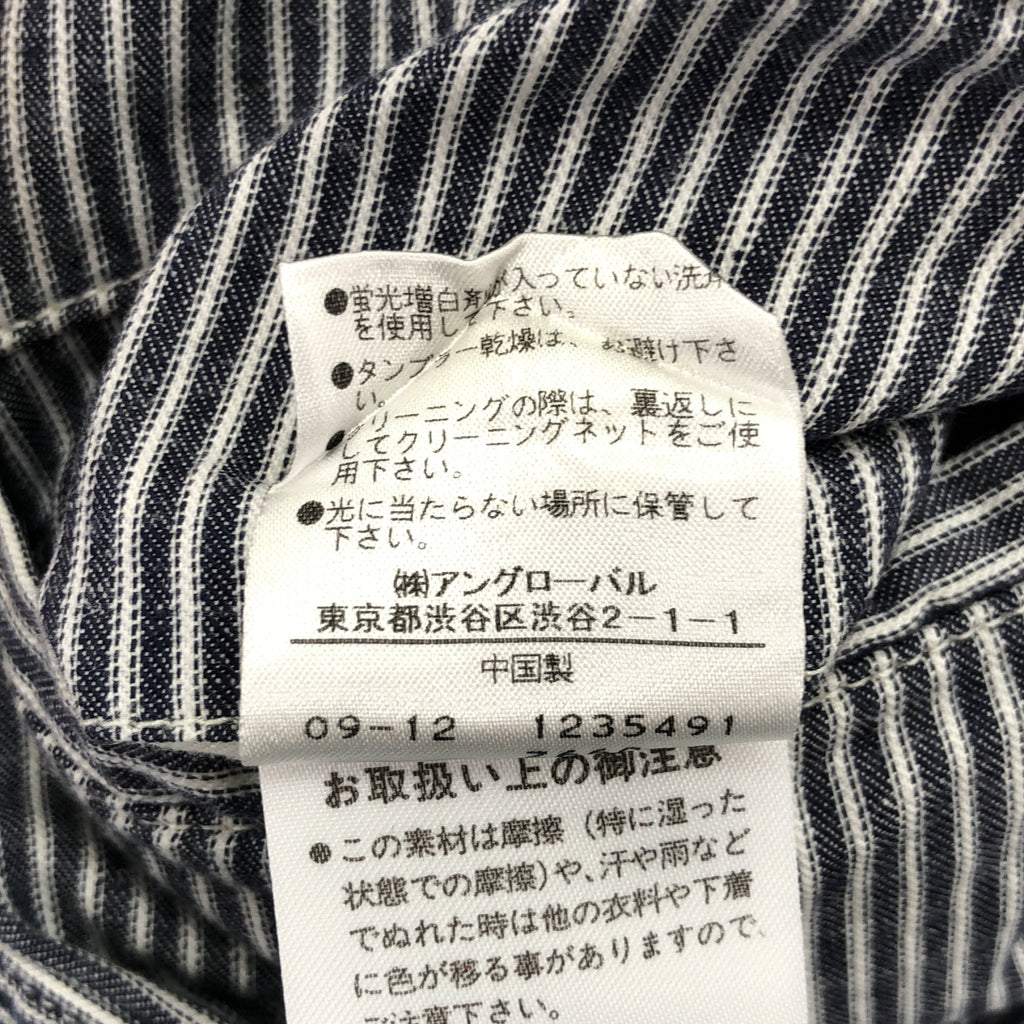 ●蛍光増白剤が入っていない洗剤
を使用して下さい。
●タンブラー乾燥は、お避け下さ
い。
●クリーニングの際は、裏返しに
してクリーニングネットをご使
用下さい。
●光に当たらない場所に保管して
下さい。
㈱アングローバル
東京都渋谷区渋谷2-1-1
中国製
09-12 1235491
お取扱い上の御注意
●この素材は摩擦(特に湿った
状態での摩擦)や、汗や雨など
でぬれた時は他の衣料や下着
に色が移る事がありますので、
ご注意下さい。